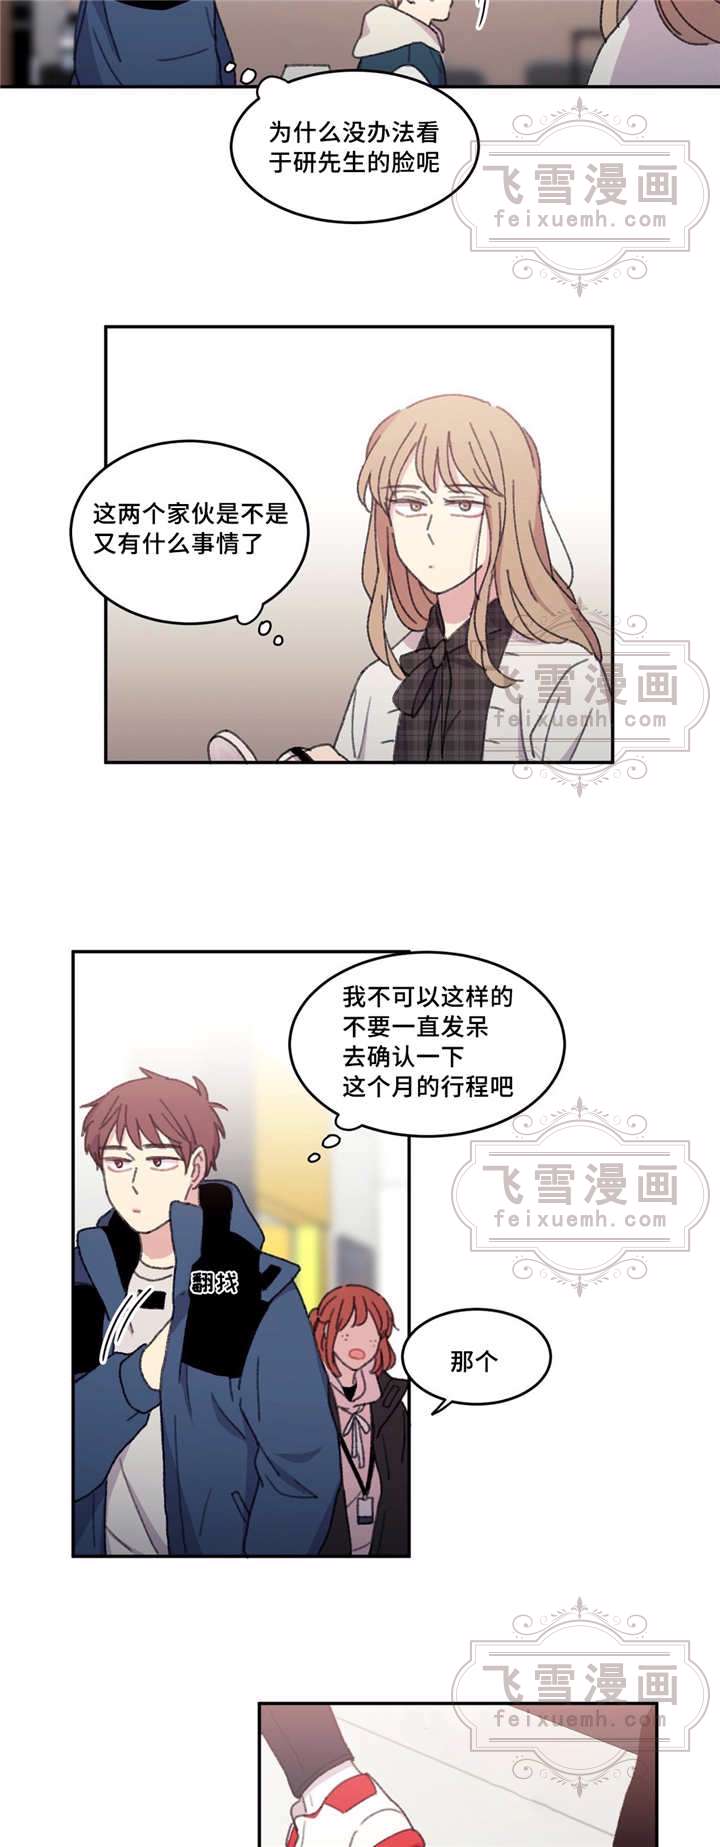 为什么没办法看
于研先生的脸呢
飞雪漫画
feixuemh.com
这两个家伙是不是
又有什么事情了
飞雪漫画
feixuemh.com
我不可以这样的
不要一直发呆
去确认一下
这个月的行程吧
飞雪漫画
feixuemh.com
翻找
那个
飞雪漫画
feixuemh.com